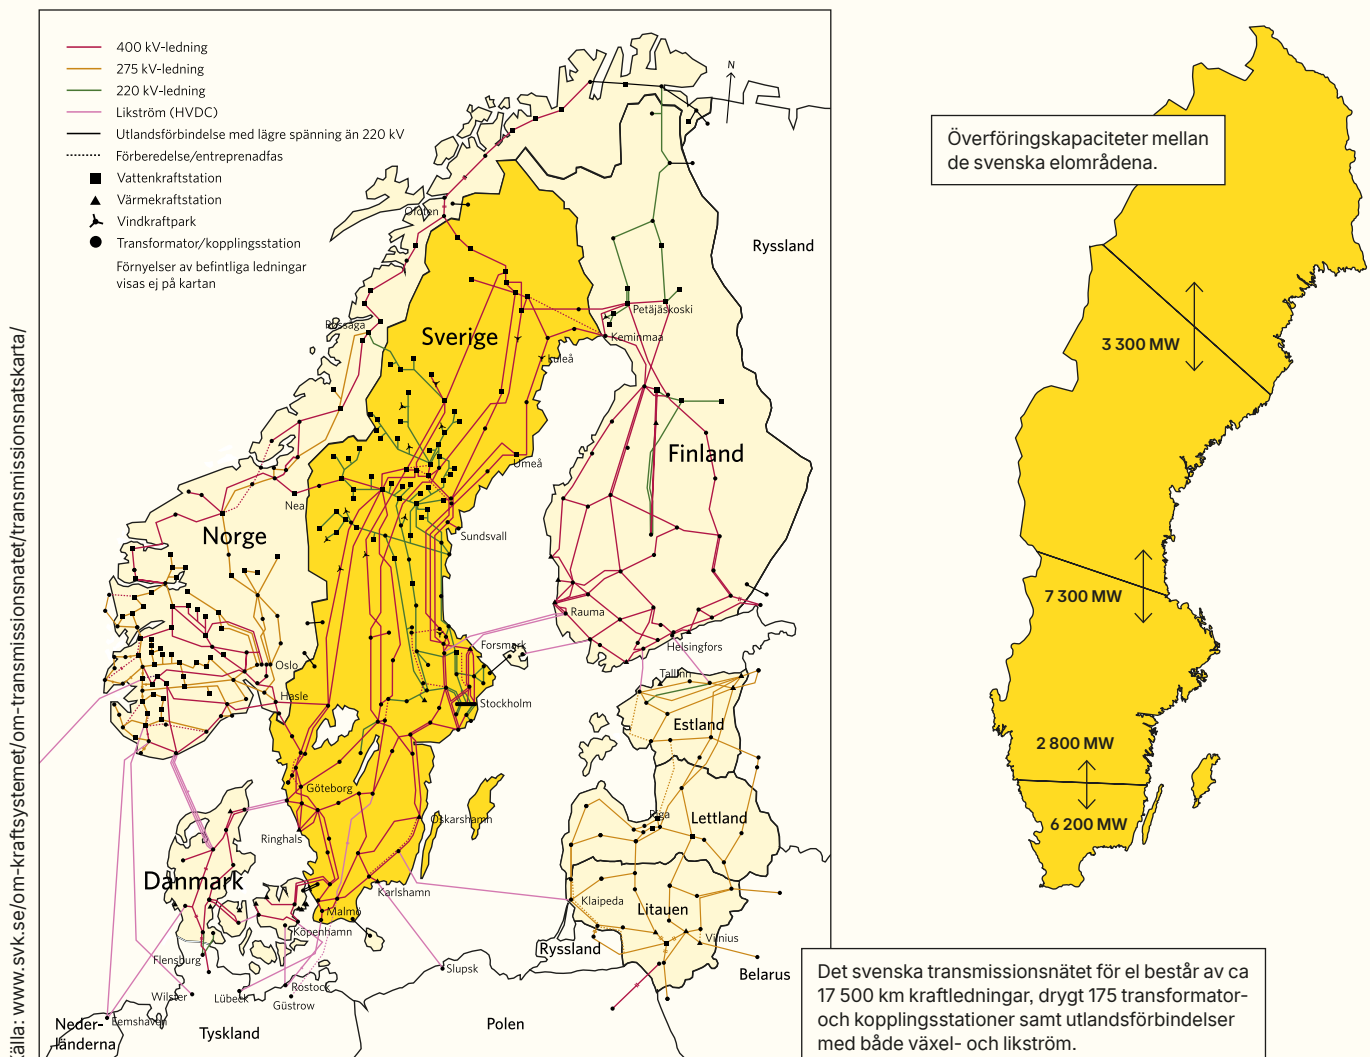 400 kV-ledning
275 kV-ledning
220 kV-ledning
Likström (HVDC)
Utlandsförbindelse med lägre spänning än 220 kV
Förberedelse/entreprenadfas
Vattenkraftstation
Värmekraftstation
Vindkraftpark
Transformator/kopplingsstation
Förnyelser av befintliga ledningar
visas ej på kartan
N
Ofoten
Ryssland
Røssåga
Petäjäskoski
Sverige
Keminmaa
Luleå
Finland
Umeå
Nea
Norge
Sundsvall
Rauma
Forsmark
Helsingfors
Oslo
Tallinn
Hasle
Stockholm
Estland
Göteborg
Riga
Lettland
Oskarshamn
Ringhals
Danmark
Karlshamn
Klaipeda
Litauen
Malmö
Köpenhamn
Vilnius
Ryssland
Flensburg
Slupsk
Belarus
Rostock
Wilster
Lübeck
Güstrow
Neder-
länderna
Eemshaven
Tyskland
Polen
källa: www.svk.se/om-kraftsystemet/om-transmissionsnatet/transmissionsnatskarta/
Överföringskapaciteter mellan
de svenska elområdena.
3 300 MW
7 300 MW
2 800 MW
6 200 MW
Det svenska transmissionsnätet för el består av ca
17 500 km kraftledningar, drygt 175 transformator-
och kopplingsstationer samt utlandsförbindelser
med både växel- och likström.